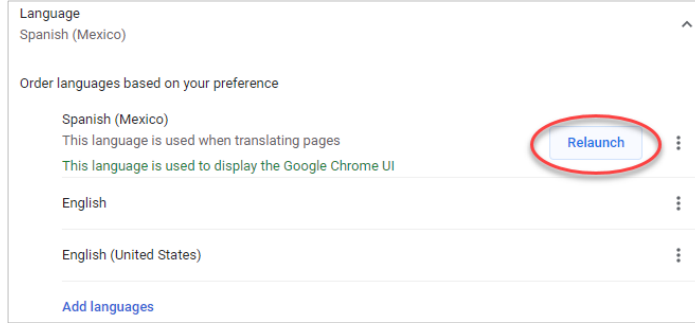 Language
Spanish (Mexico)
Order languages based on your preference
Spanish (Mexico)
This language is used when translating pages
Relaunch
This language is used to display the Google Chrome UI
English
English (United States)
Add languages